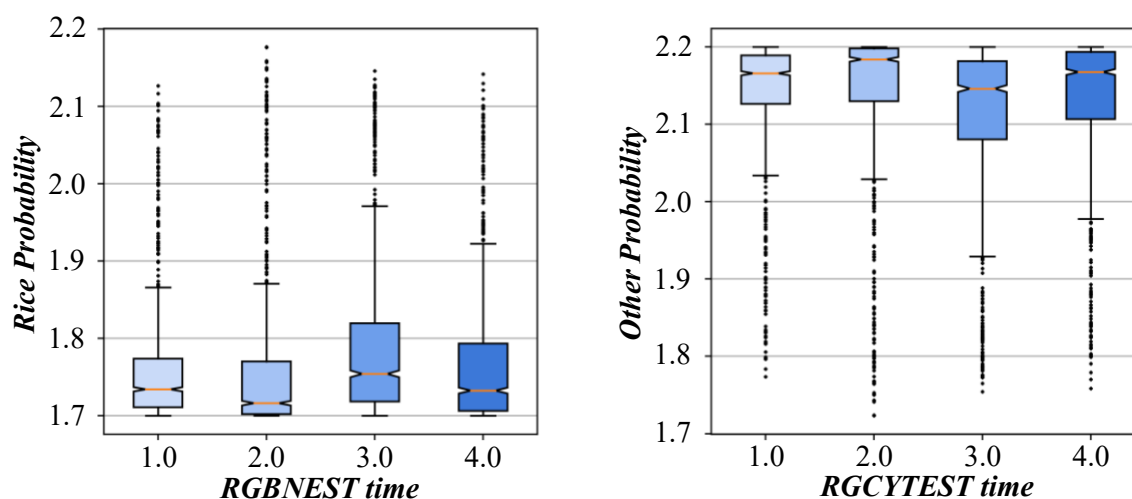 Rice Probability
2.2
2.1
2.0
1.9
1.8
1.7
1.0 2.0 3.0 4.0
RGBNEST time
Other Probability
2.2
2.1
2.0
1.9
1.8
1.7
1.0 2.0 3.0 4.0
RGCYTEST time